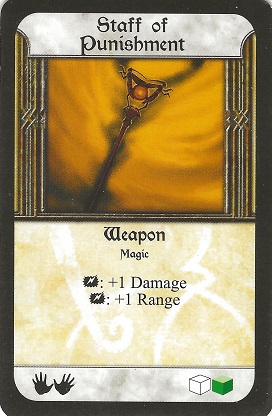 Staff of
Punishment
Weapon
Magic
: +1 Damage
: +1 Range